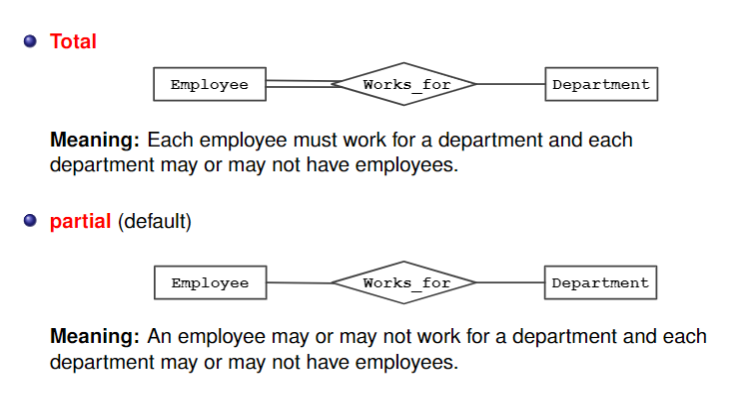 Total
Employee Works_for Department
Meaning: Each employee must work for a department and each
department may or may not have employees.
partial (default)
Employee Works_for Department
Meaning: An employee may or may not work for a department and each
department may or may not have employees.